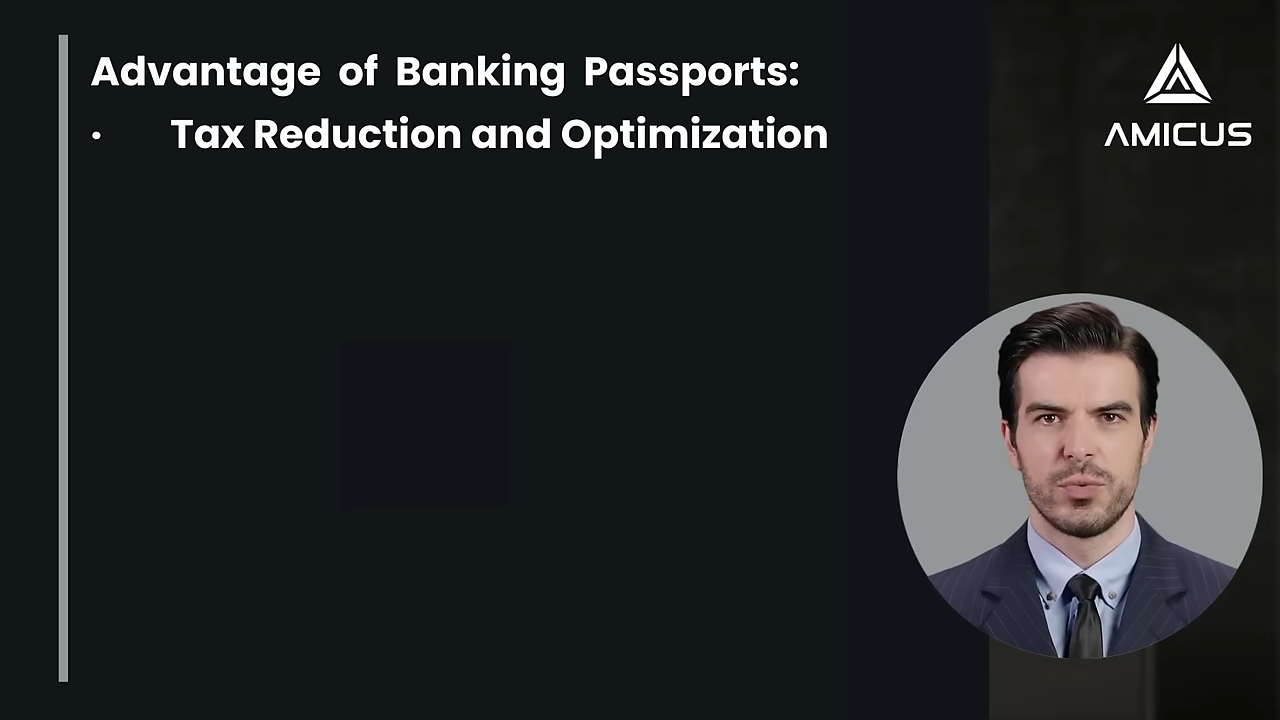 Advantage of Banking Passports:
• Tax Reduction and Optimization
AMICUS